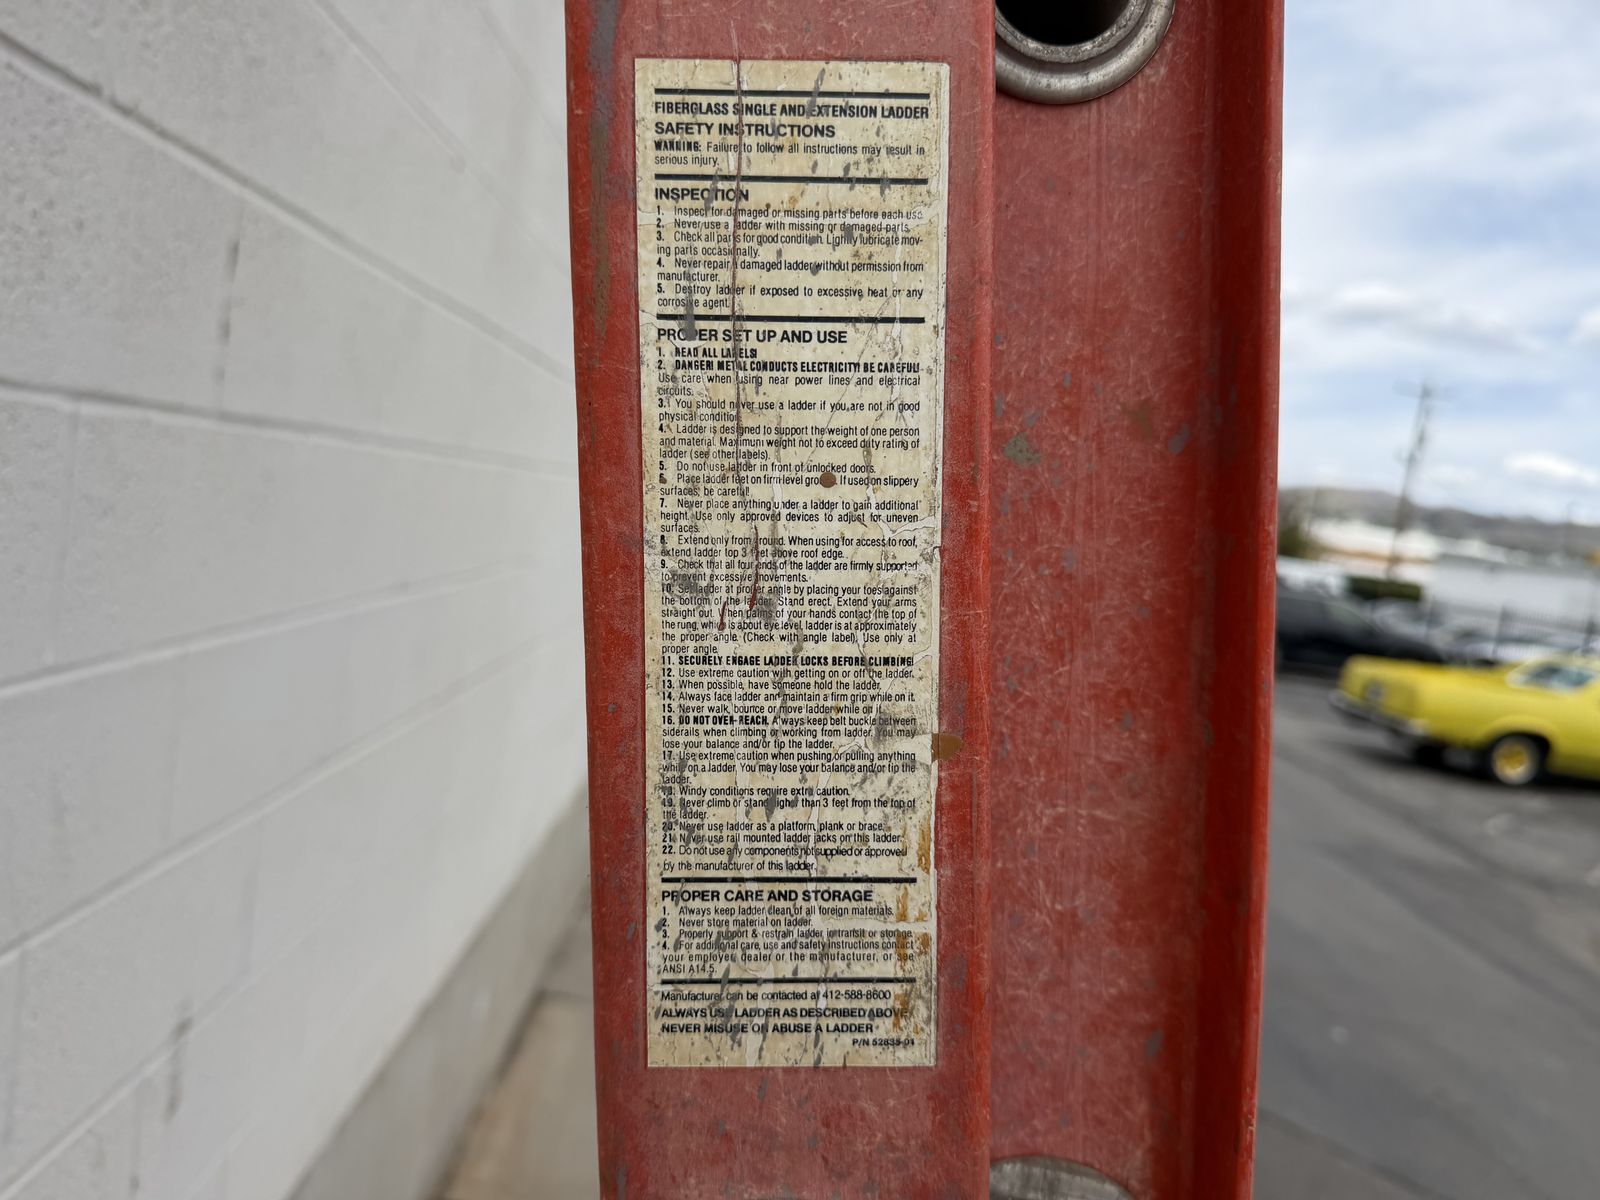 FIBERGLASS SINGLE AND EXTENSION LADDER
SAFETY INSTRUCTIONS
WARNING: Failure to follow all instructions may result in
serious injury.
INSPECTION
1. Inspect for damaged or missing parts before each use.
2. Never use a ladder with missing or damaged parts.
3. Check all parts for good condition. Lightly lubricate mov-
ing parts occasionally.
4. Never repair a damaged ladder without permission from
manufacturer.
5. Destroy ladder if exposed to excessive heat or any
corrosive agent.
PROPER SET UP AND USE
1. READ ALL LABELS!
2. DANGER! METAL CONDUCTS ELECTRICITY! BE CAREFUL!
Use care when using near power lines and electrical
circuits.
3. You should never use a ladder if you are not in good
physical condition.
4. Ladder is designed to support the weight of one person
and material. Maximum weight not to exceed duty rating of
ladder (see other labels).
5. Do not use ladder in front of unlocked doors.
6. Place ladder feet on firm level ground. If used on slippery
surfaces, be careful!
7. Never place anything under a ladder to gain additional
height. Use only approved devices to adjust for uneven
surfaces.
8. Extend only from ground. When using for access to roof,
extend ladder top 3 feet above roof edge.
9. Check that all four ends of the ladder are firmly supported
to prevent excessive movements.
10. Set ladder at proper angle by placing your toes against
the bottom of the ladder. Stand erect. Extend your arms
straight out. When palms of your hands contact the top of
the rung, which is about eye level, ladder is at approximately
the proper angle. (Check with angle label). Use only at
proper angle.
11. SECURELY ENGAGE LADDER LOCKS BEFORE CLIMBING!
12. Use extreme caution with getting on or off the ladder.
13. When possible, have someone hold the ladder.
14. Always face ladder and maintain a firm grip while on it.
15. Never walk, bounce or move ladder while on it.
16. DO NOT OVER-REACH. Always keep belt buckle between
siderails when climbing or working from ladder. You may
lose your balance and/or tip the ladder.
17. Use extreme caution when pushing or pulling anything
while on a ladder. You may lose your balance and/or tip the
ladder.
18. Windy conditions require extra caution.
19. Never climb or stand higher than 3 feet from the top of
the ladder.
20. Never use ladder as a platform, plank or brace.
21. Never use rail mounted ladder jacks on this ladder.
22. Do not use any components not supplied or approved
by the manufacturer of this ladder.
PROPER CARE AND STORAGE
1. Always keep ladder clean of all foreign materials.
2. Never store material on ladder.
3. Properly support & restrain ladder in transit or storage.
4. For additional care, use and safety instructions contact
your employer, dealer or the manufacturer, or see
ANSI A14.5.
Manufacturer can be contacted at 412-588-8600
ALWAYS USE LADDER AS DESCRIBED ABOVE
NEVER MISUSE OR ABUSE A LADDER
P/N 52835-01